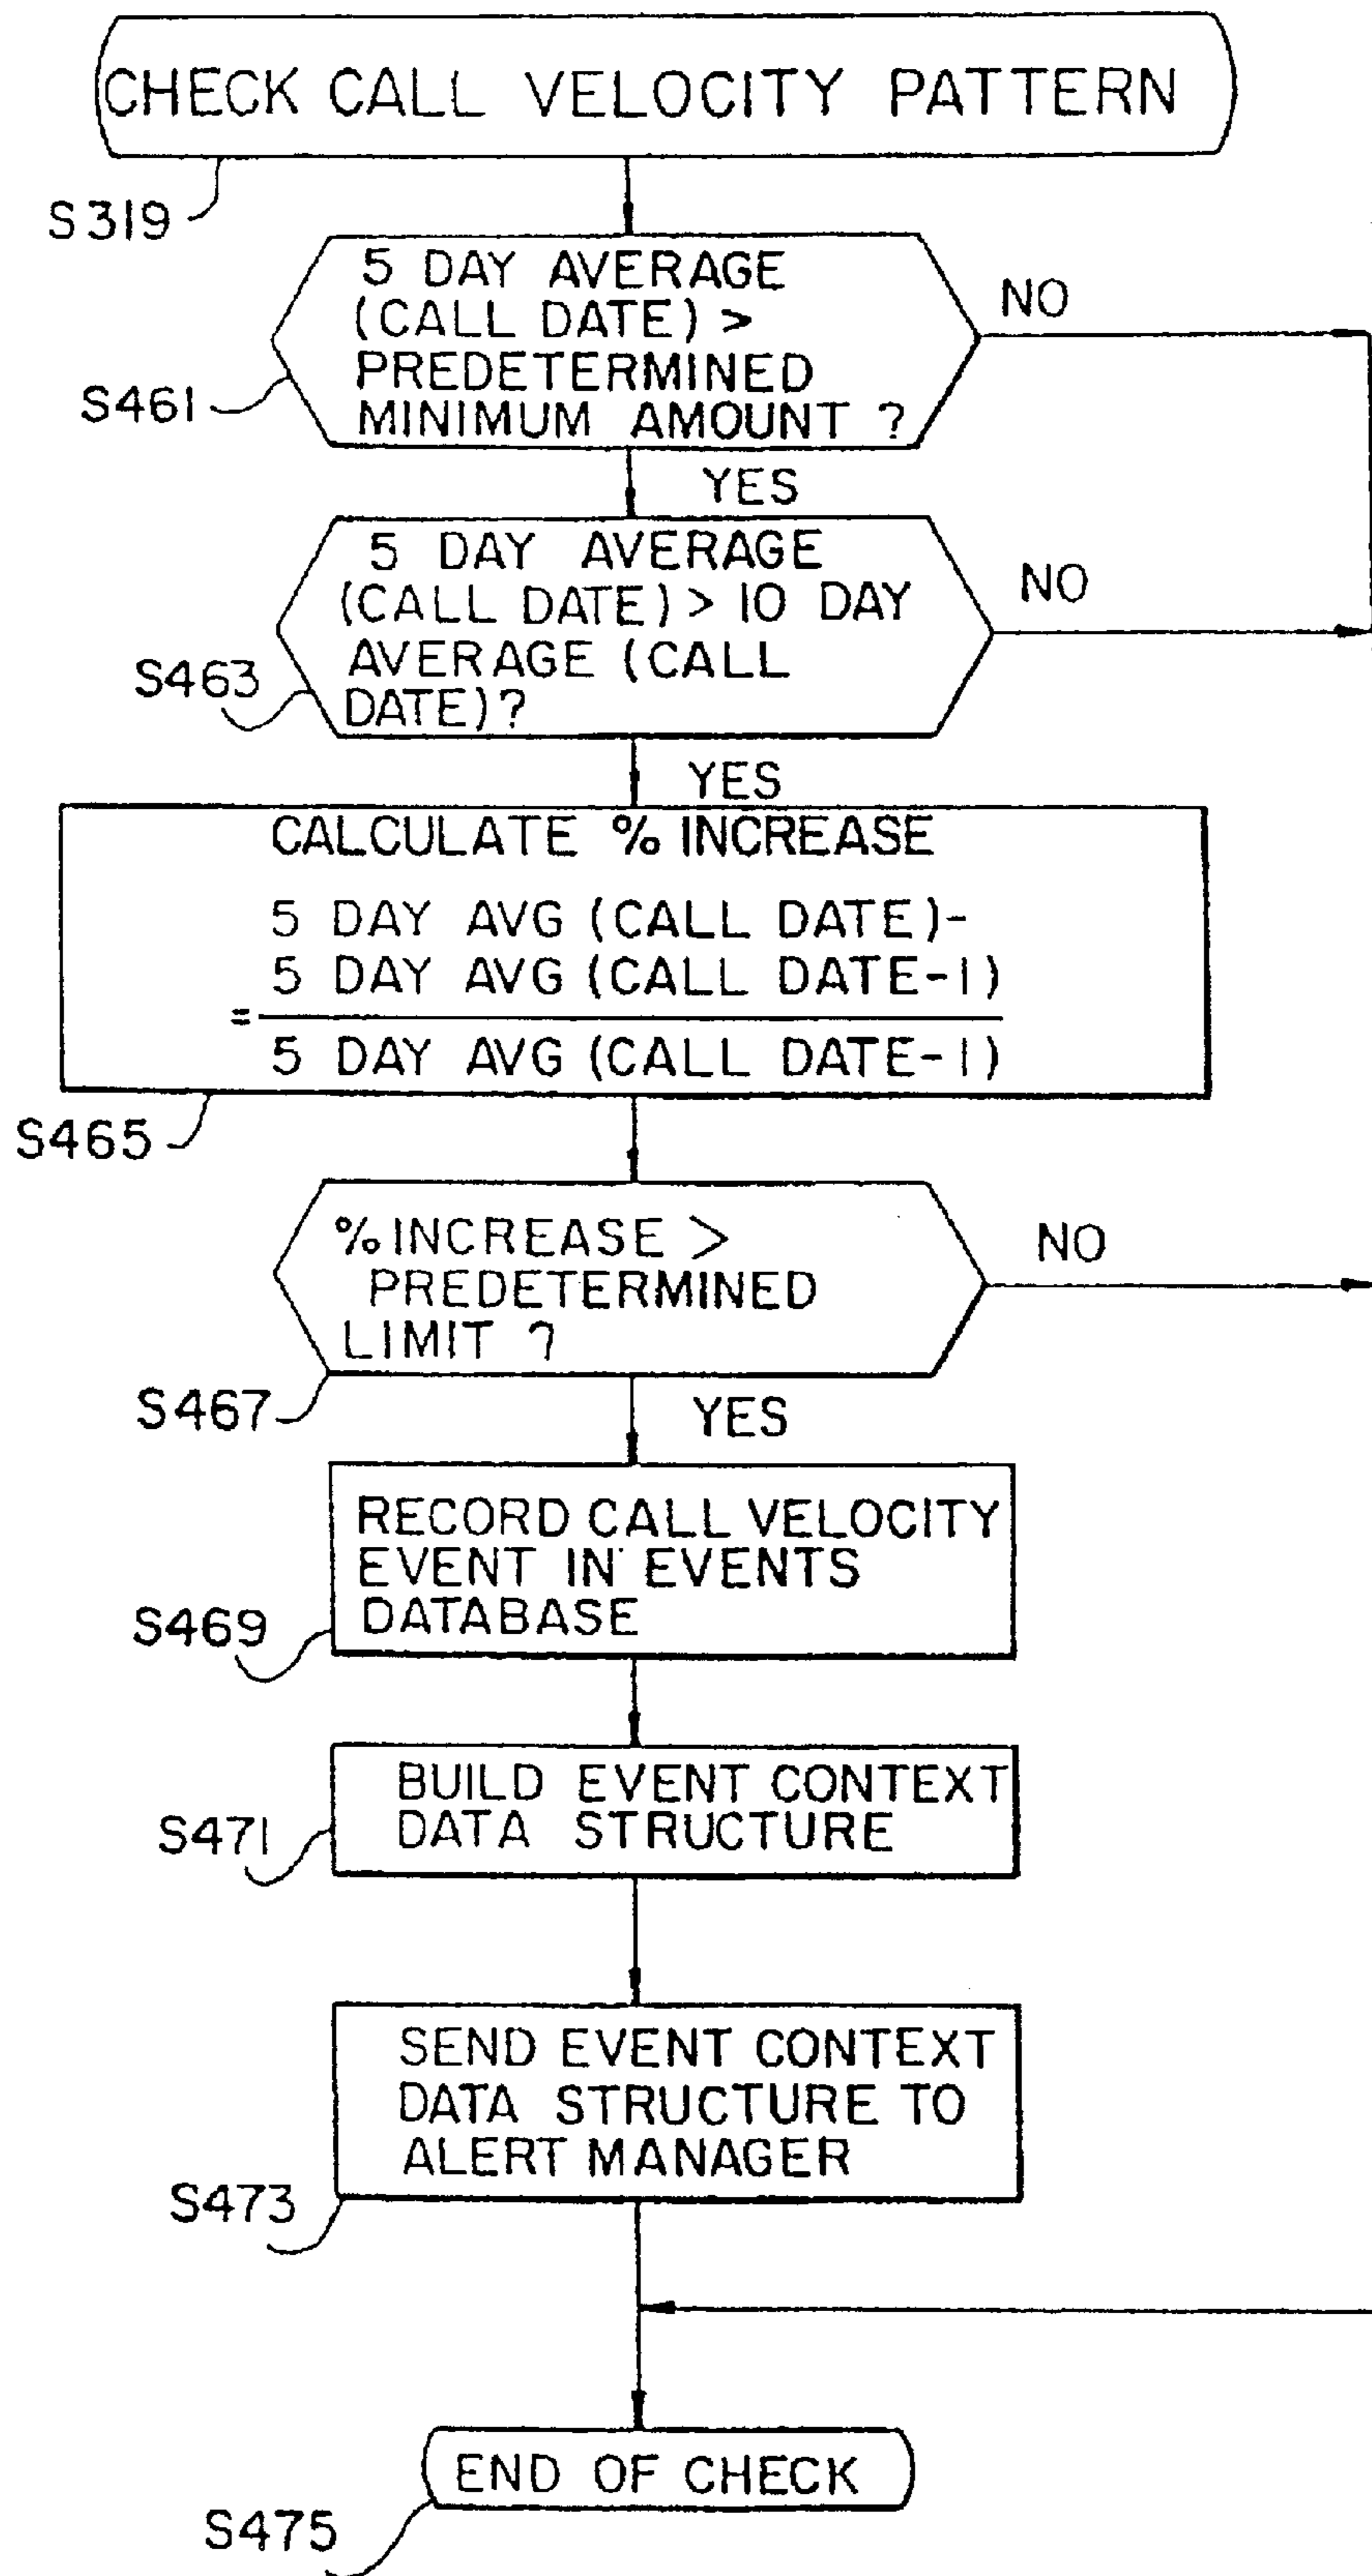 CHECK CALL VELOCITY PATTERN
S319
5 DAY AVERAGE
(CALL DATE) >
PREDETERMINED
MINIMUM AMOUNT ?
NO
S461
YES
5 DAY AVERAGE
(CALL DATE) > 10 DAY
AVERAGE (CALL
DATE)?
NO
S463
YES
CALCULATE % INCREASE
5 DAY AVG (CALL DATE)-
5 DAY AVG (CALL DATE-1)
=
5 DAY AVG (CALL DATE-1)
S465
% INCREASE >
PREDETERMINED
LIMIT ?
NO
S467
YES
RECORD CALL VELOCITY
EVENT IN EVENTS
DATABASE
S469
BUILD EVENT CONTEXT
DATA STRUCTURE
S471
SEND EVENT CONTEXT
DATA STRUCTURE TO
ALERT MANAGER
S473
END OF CHECK
S475